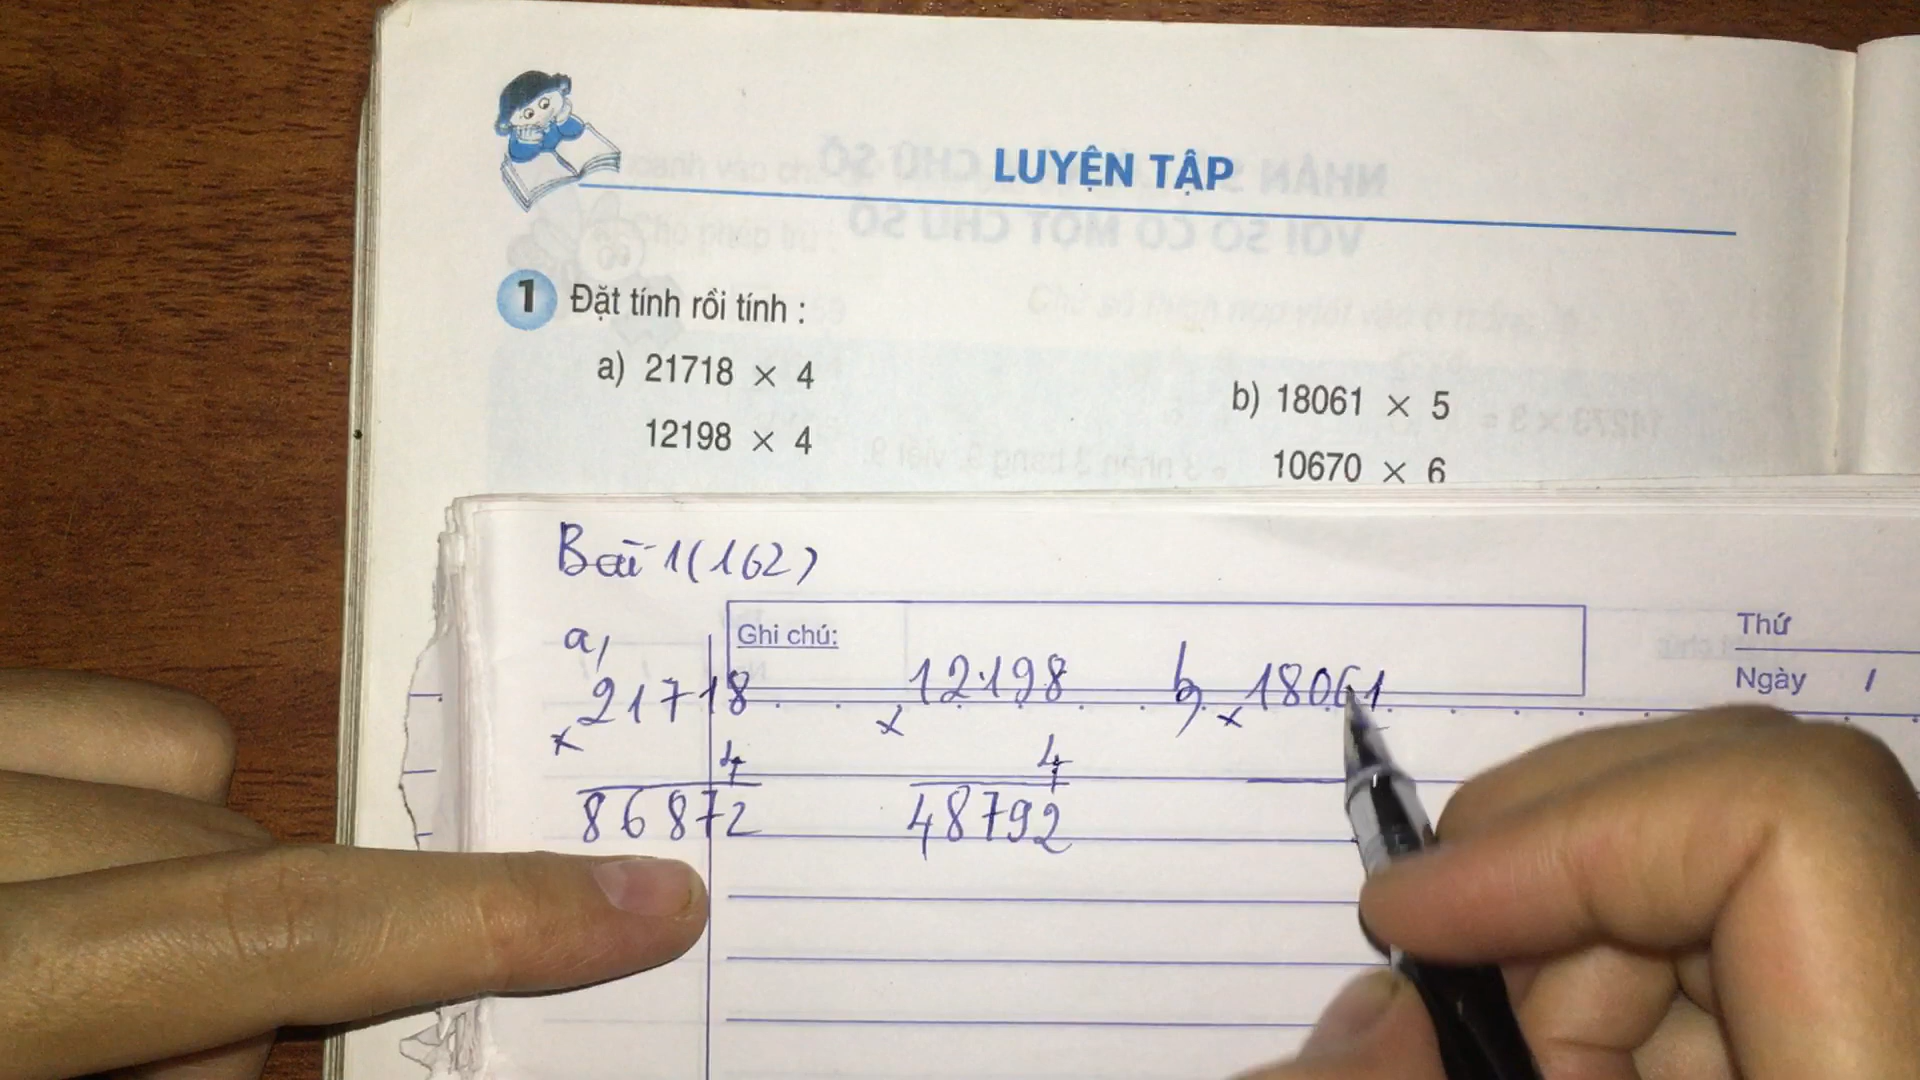 LUYỆN TẬP
1 Đặt tính rồi tính :
a) 21718 × 4
12198 × 4
b) 18061 × 5
10670 × 6
Bài 1 (162)
Ghi chú:
Thứ
Ngày /
a, 21718 × 4
86872
12198 × 4
48792
b, 18061 ×